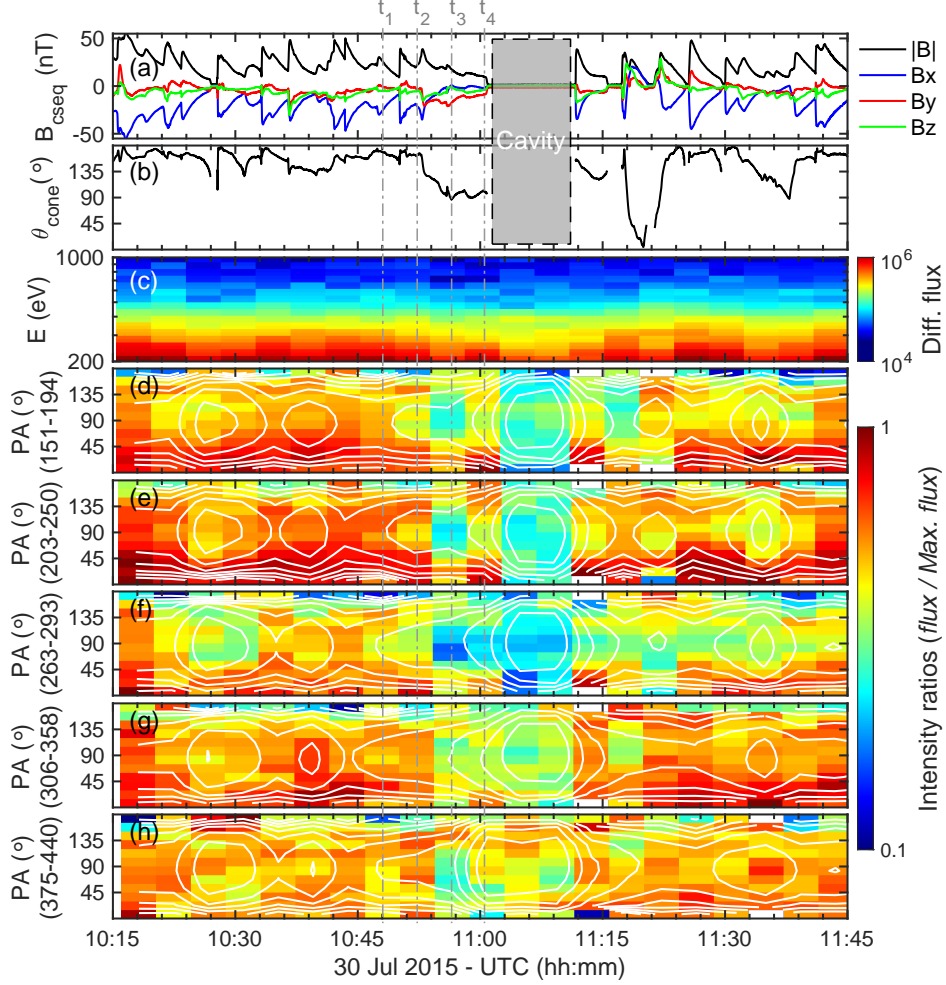 t1 t2 t3 t4
50
0
-50
B_cseq (nT)
(a)
|B|
Bx
By
Bz
Cavity
135
90
45
θ_cone(°)
(b)
1000
200
E (eV)
(c)
10^6
10^4
Diff. flux
135
90
45
PA (°)
(151-194)
(d)
135
90
45
PA (°)
(203-250)
(e)
135
90
45
PA (°)
(263-293)
(f)
135
90
45
PA (°)
(306-358)
(g)
135
90
45
PA (°)
(375-440)
(h)
1
0.1
Intensity ratios (flux / Max. flux)
10:15 10:30 10:45 11:00 11:15 11:30 11:45
30 Jul 2015 - UTC (hh:mm)